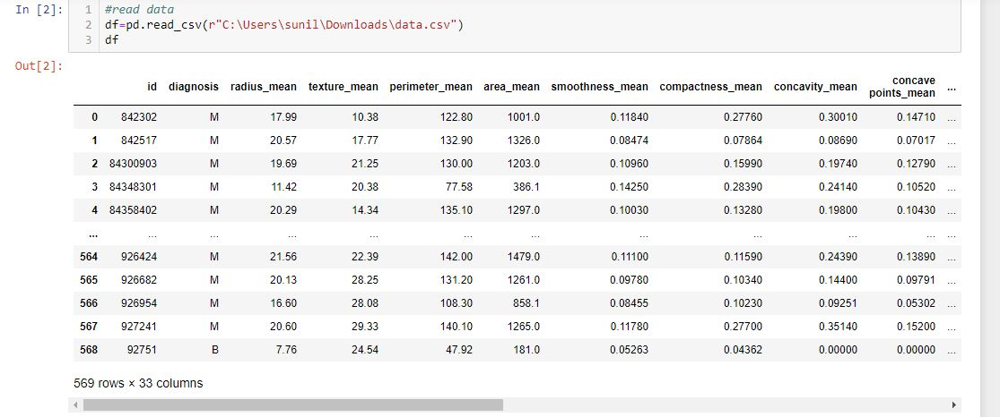 In [2]:
1 #read data
2 df=pd.read_csv(r"C:\Users\sunil\Downloads\data.csv")
3 df
Out[2]:
id diagnosis radius_mean texture_mean perimeter_mean area_mean smoothness_mean compactness_mean concavity_mean concave points_mean ...
0 842302 M 17.99 10.38 122.80 1001.0 0.11840 0.27760 0.30010 0.14710 ...
1 842517 M 20.57 17.77 132.90 1326.0 0.08474 0.07864 0.08690 0.07017 ...
2 84300903 M 19.69 21.25 130.00 1203.0 0.10960 0.15990 0.19740 0.12790 ...
3 84348301 M 11.42 20.38 77.58 386.1 0.14250 0.28390 0.24140 0.10520 ...
4 84358402 M 20.29 14.34 135.10 1297.0 0.10030 0.13280 0.19800 0.10430 ...
... ... ... ... ... ... ... ... ... ... ... ...
564 926424 M 21.56 22.39 142.00 1479.0 0.11100 0.11590 0.24390 0.13890 ...
565 926682 M 20.13 28.25 131.20 1261.0 0.09780 0.10340 0.14400 0.09791 ...
566 926954 M 16.60 28.08 108.30 858.1 0.08455 0.10230 0.09251 0.05302 ...
567 927241 M 20.60 29.33 140.10 1265.0 0.11780 0.27700 0.35140 0.15200 ...
568 92751 B 7.76 24.54 47.92 181.0 0.05263 0.04362 0.00000 0.00000 ...
569 rows × 33 columns